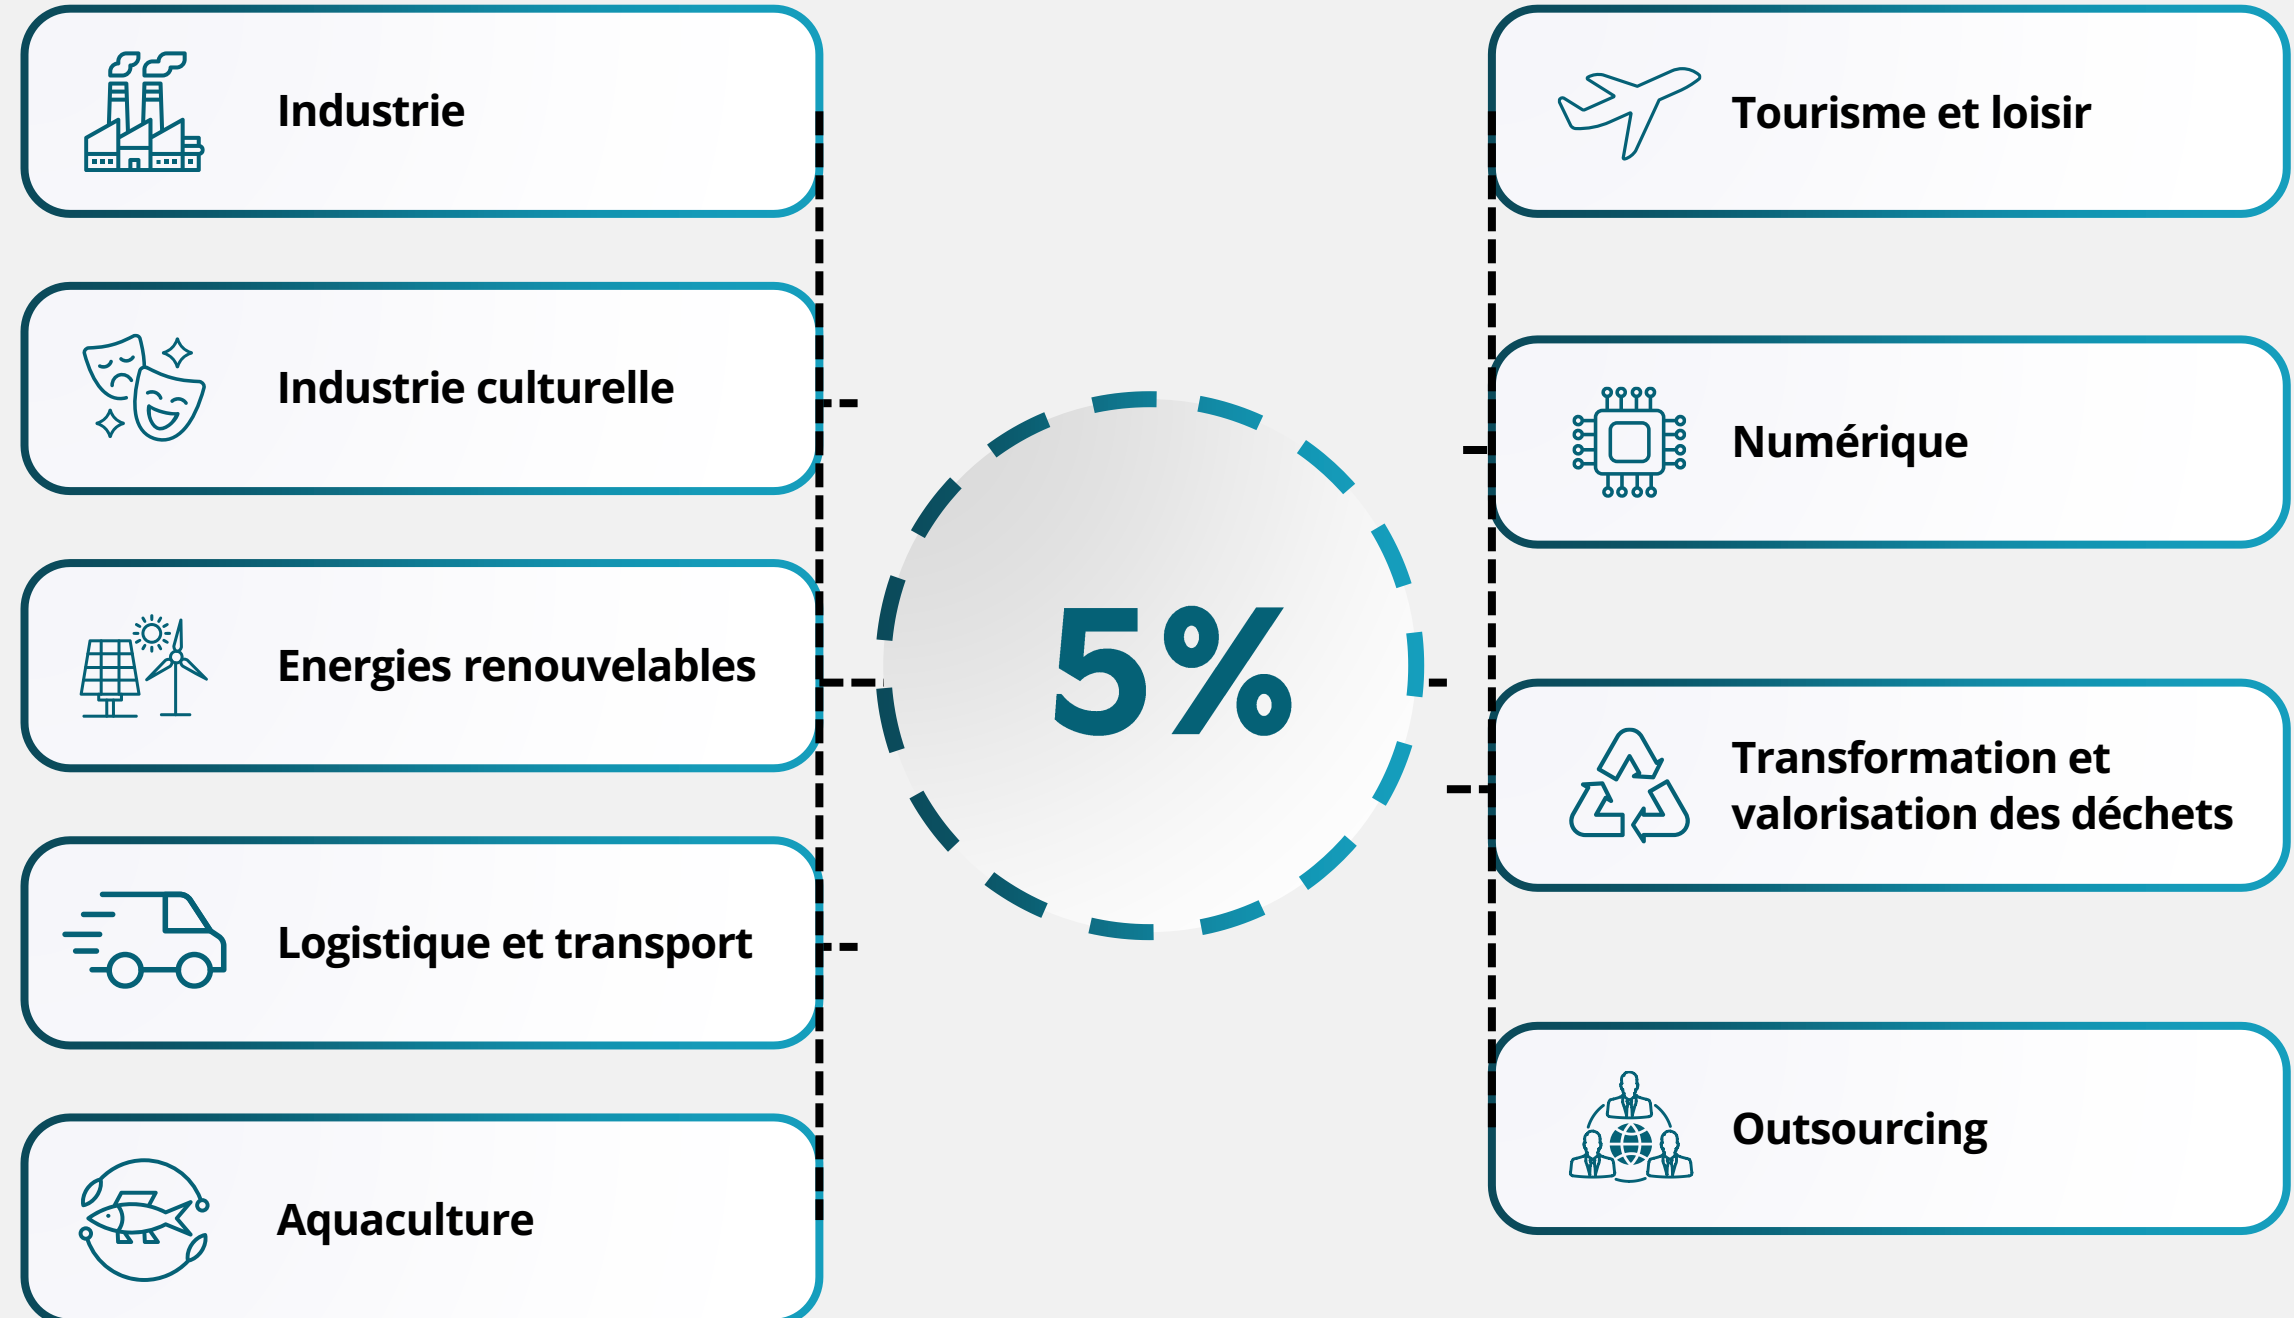 Industrie
Industrie culturelle
Energies renouvelables
Logistique et transport
Aquaculture
5%
Tourisme et loisir
Numérique
Transformation et
valorisation des déchets
Outsourcing